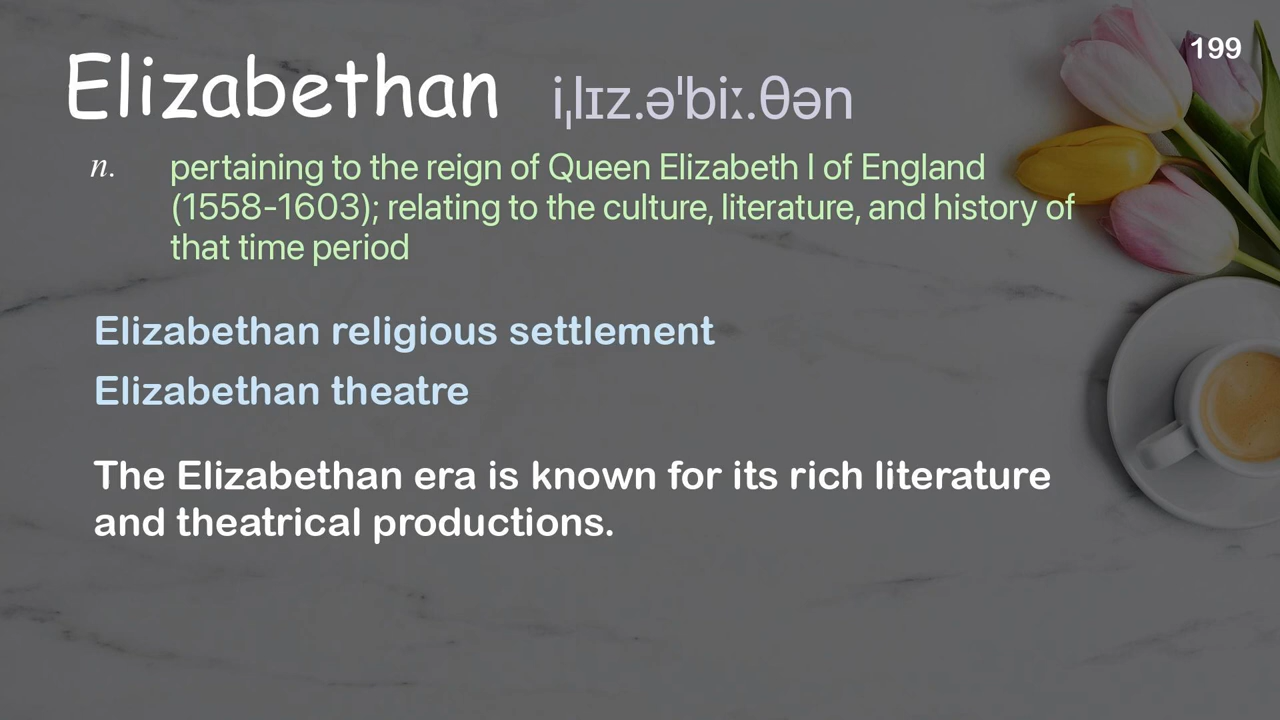 199
Elizabethan iˌlɪz.əˈbiː.θən
n. pertaining to the reign of Queen Elizabeth I of England
(1558-1603); relating to the culture, literature, and history of
that time period
Elizabethan religious settlement
Elizabethan theatre
The Elizabethan era is known for its rich literature
and theatrical productions.